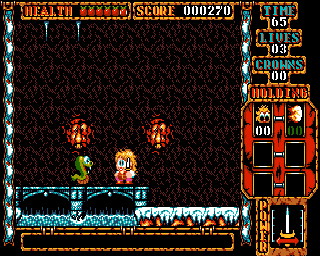 HEALTH
SCORE 000270
TIME
65
LIVES
03
CROWNS
00
HOLDING
00 00
POWER